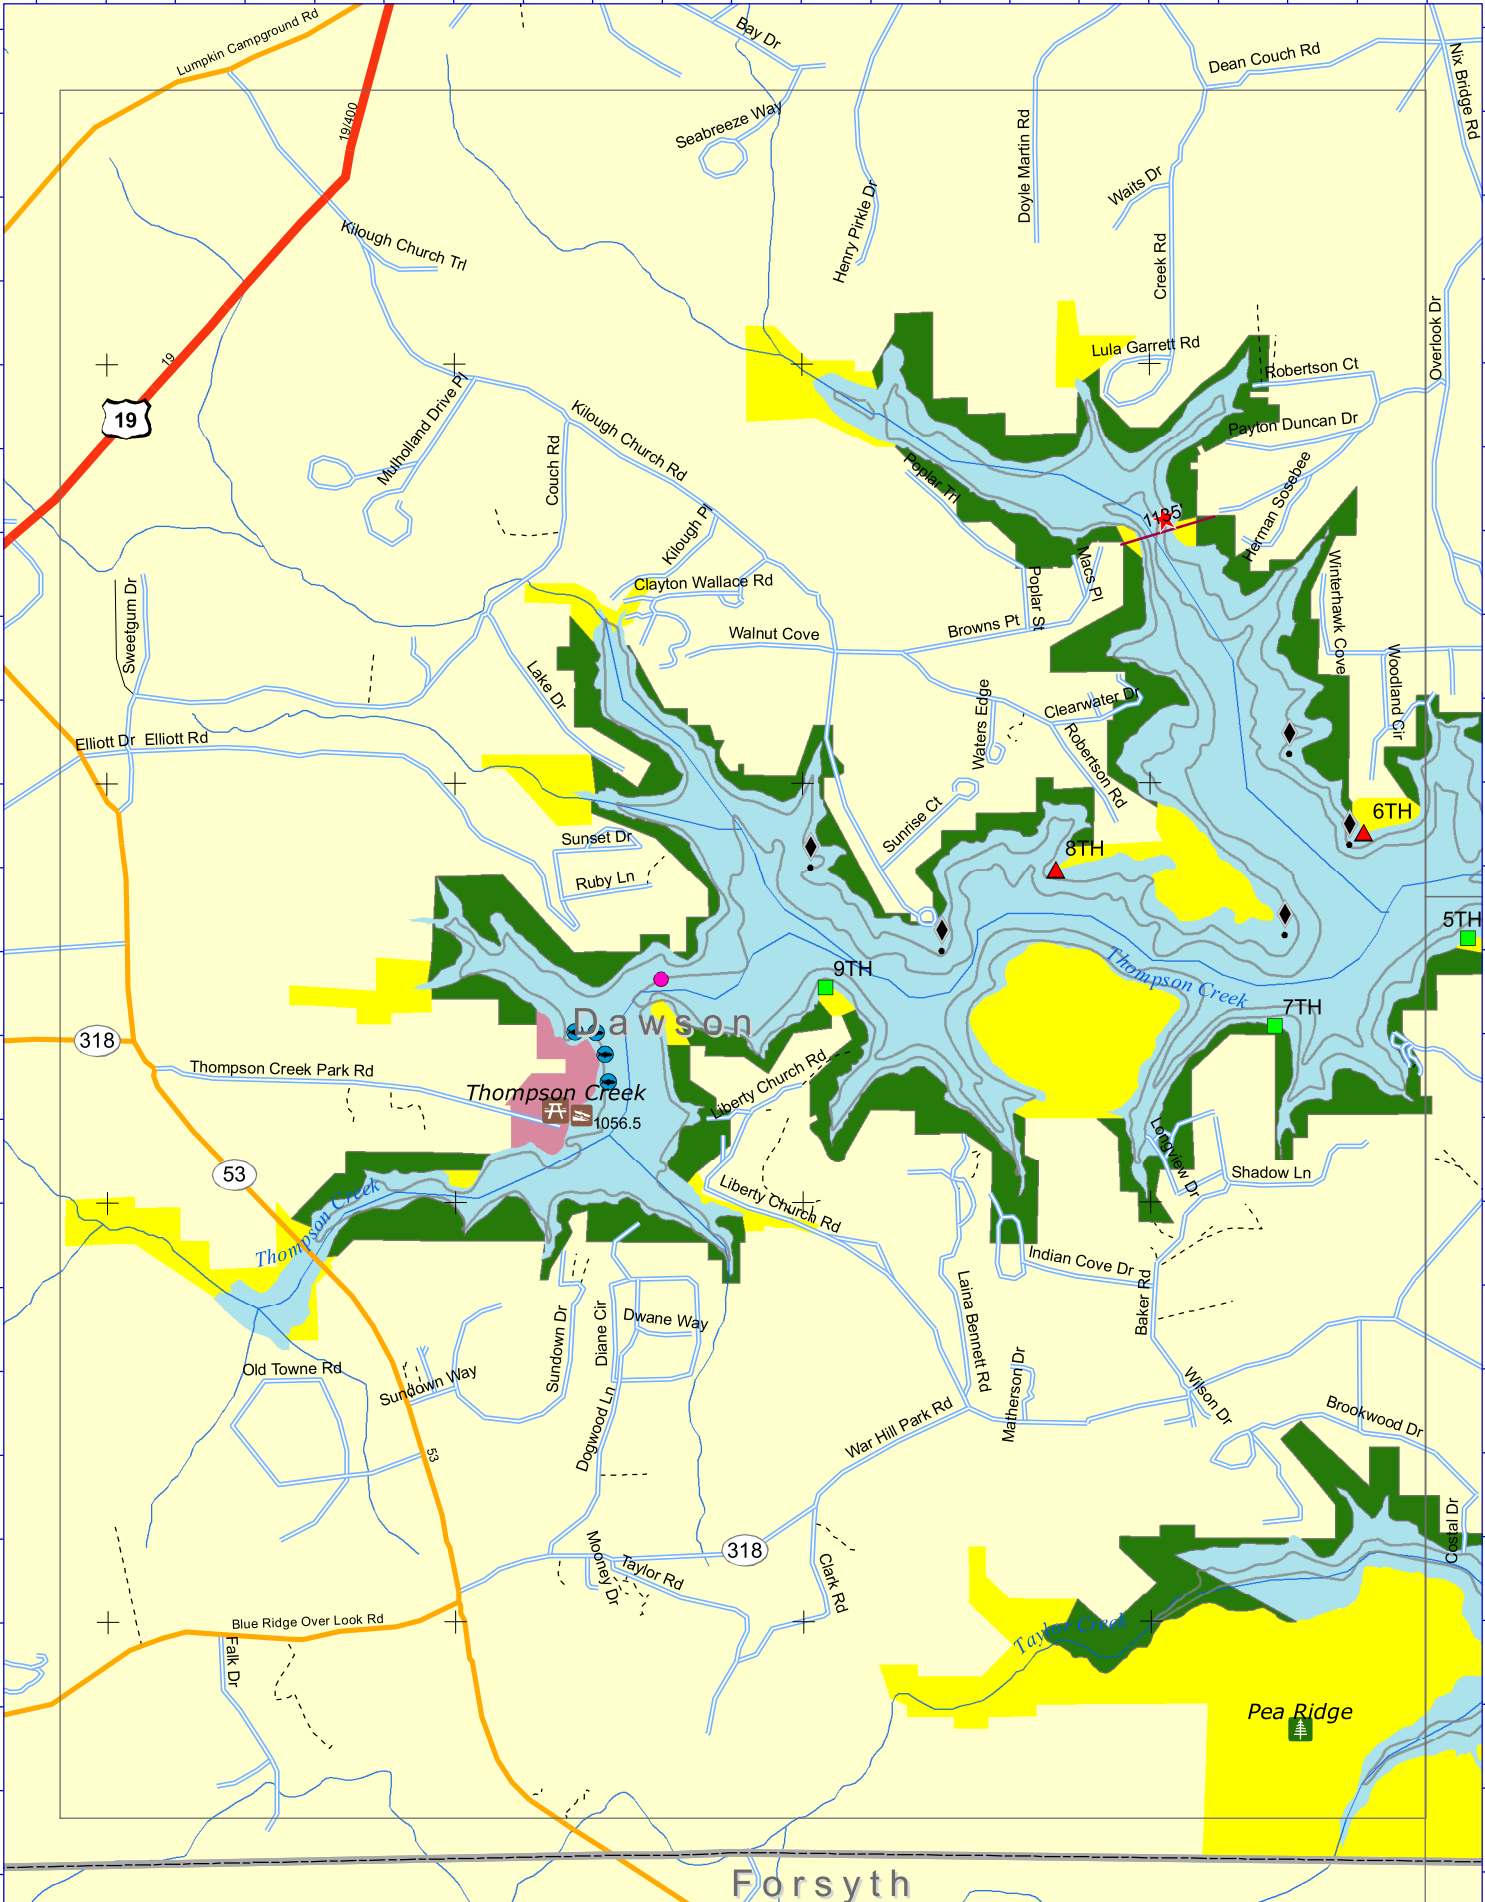 Lumpkin Campground Rd
Bay Dr
Dean Couch Rd
Nix Bridge Rd
19/400
Seabreeze Way
Doyle Martin Rd
Waits Dr
Henry Pirkle Dr
Kilough Church Trl
Creek Rd
Overlook Dr
19
Lula Garrett Rd
Robertson Ct
19
Mulholland Drive Pl
Kilough Church Rd
Payton Duncan Dr
Couch Rd
Poplar Trl
Herman Sosebee
1185'
Kilough Pl
Macs Pl
Winterhawk Cove
Sweetgum Dr
Clayton Wallace Rd
Poplar St
Walnut Cove
Browns Pt
Woodland Cir
Lake Dr
Waters Edge
Clearwater Dr
Elliott Dr
Elliott Rd
Robertson Rd
Sunrise Ct
6TH
Sunset Dr
8TH
Ruby Ln
5TH
9TH
Thompson Creek
7TH
Dawson
318
Thompson Creek Park Rd
Liberty Church Rd
Thompson Creek
1056.5
Longview Dr
53
Shadow Ln
Thompson Creek
Liberty Church Rd
Indian Cove Dr
Laina Bennett Rd
Baker Rd
Sundown Dr
Diane Cir
Dwane Way
Old Towne Rd
Sundown Way
Matherson Dr
Wilson Dr
Dogwood Ln
War Hill Park Rd
Brookwood Dr
53
Costal Dr
318
Mooney Dr
Taylor Rd
Clark Rd
Blue Ridge Over Look Rd
Taylor Creek
Falk Dr
Pea Ridge
Forsyth